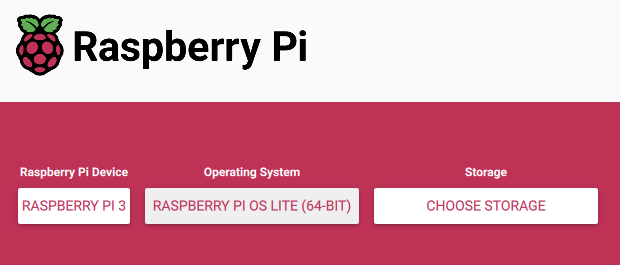 Raspberry Pi
Raspberry Pi Device
Operating System
Storage
RASPBERRY PI 3
RASPBERRY PI OS LITE (64-BIT)
CHOOSE STORAGE